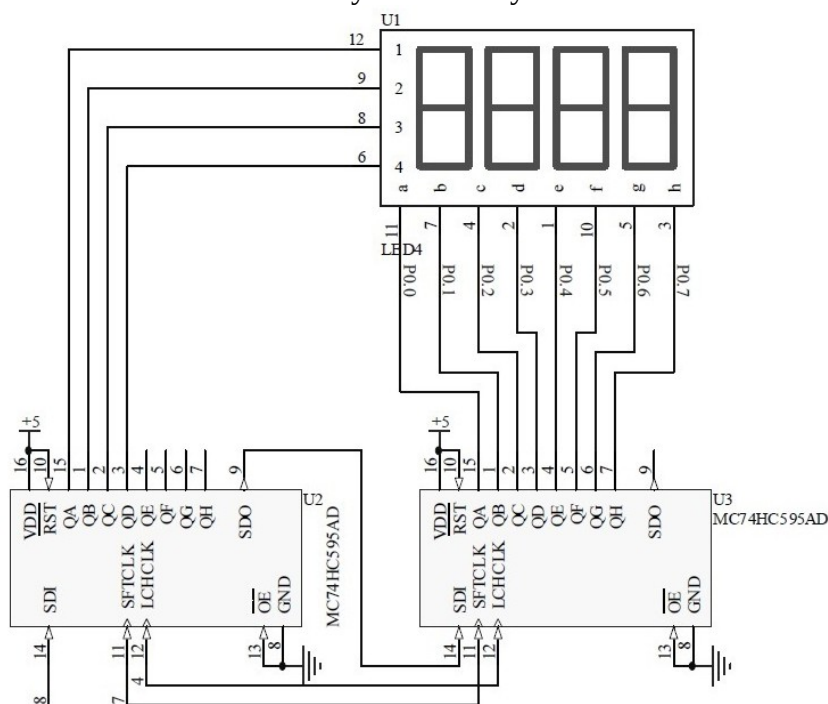 U1
12 1
9 2
8 3
6 4
a b c d e f g h
11 7 4 2 1 10 5 3
LED4
P0.0 P0.1 P0.2 P0.3 P0.4 P0.5 P0.6 P0.7
+5
16 10 15 1 2 3 4 5 6 7 9
VDD RST QA QB QC QD QE QF QG QH SDO
U2
MC74HC595AD
SDI SFTCLK LCHCLK OE GND
14 11 12 13 8
+5
16 10 15 1 2 3 4 5 6 7 9
VDD RST QA QB QC QD QE QF QG QH SDO
U3
MC74HC595AD
SDI SFTCLK LCHCLK OE GND
14 11 12 13 8
8 7 4